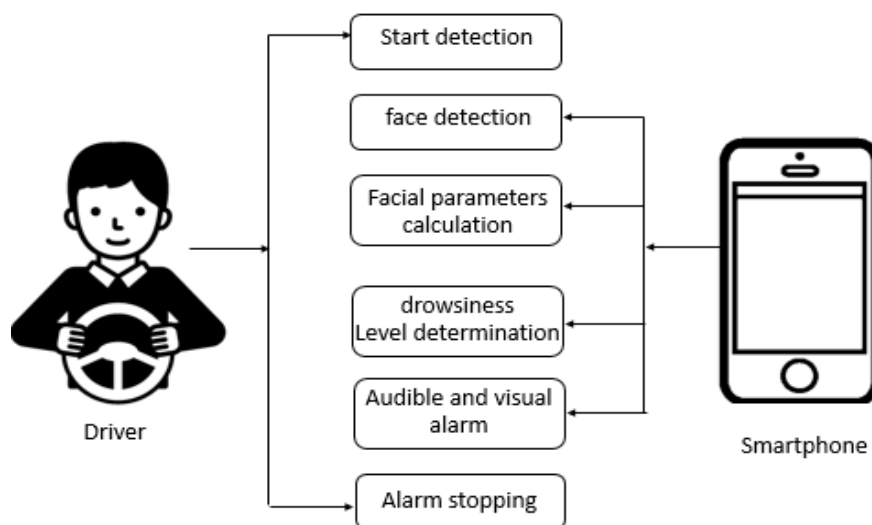 Start detection
face detection
Facial parameters
calculation
drowsiness
Level determination
Audible and visual
alarm
Alarm stopping
Driver
Smartphone